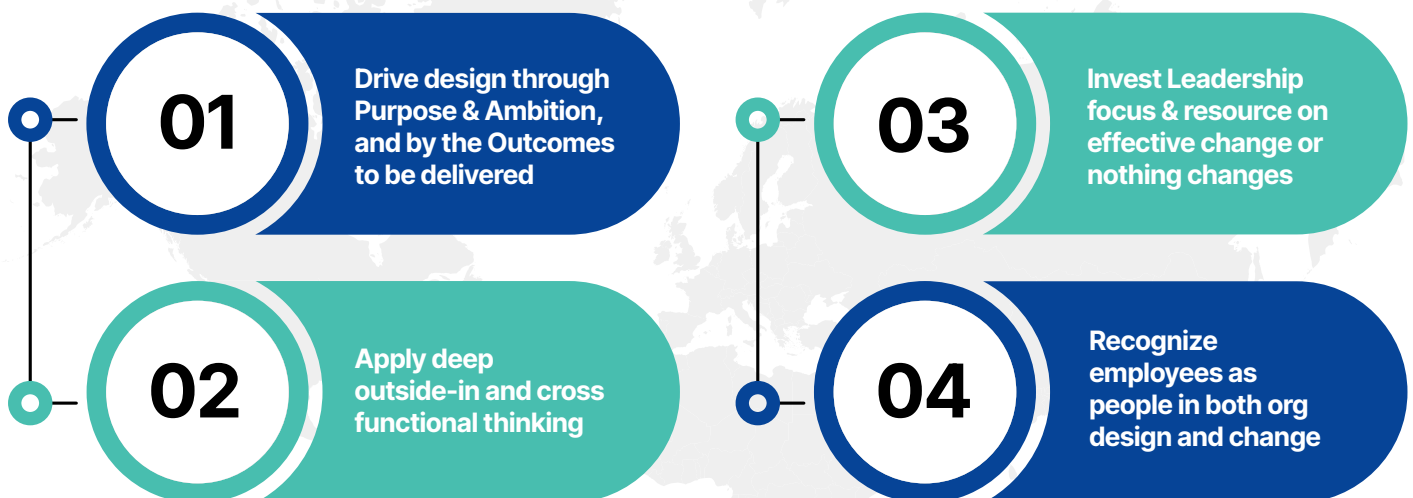 01
Drive design through
Purpose & Ambition,
and by the Outcomes
to be delivered
02
Apply deep
outside-in and cross
functional thinking
03
Invest Leadership
focus & resource on
effective change or
nothing changes
04
Recognize
employees as
people in both org
design and change